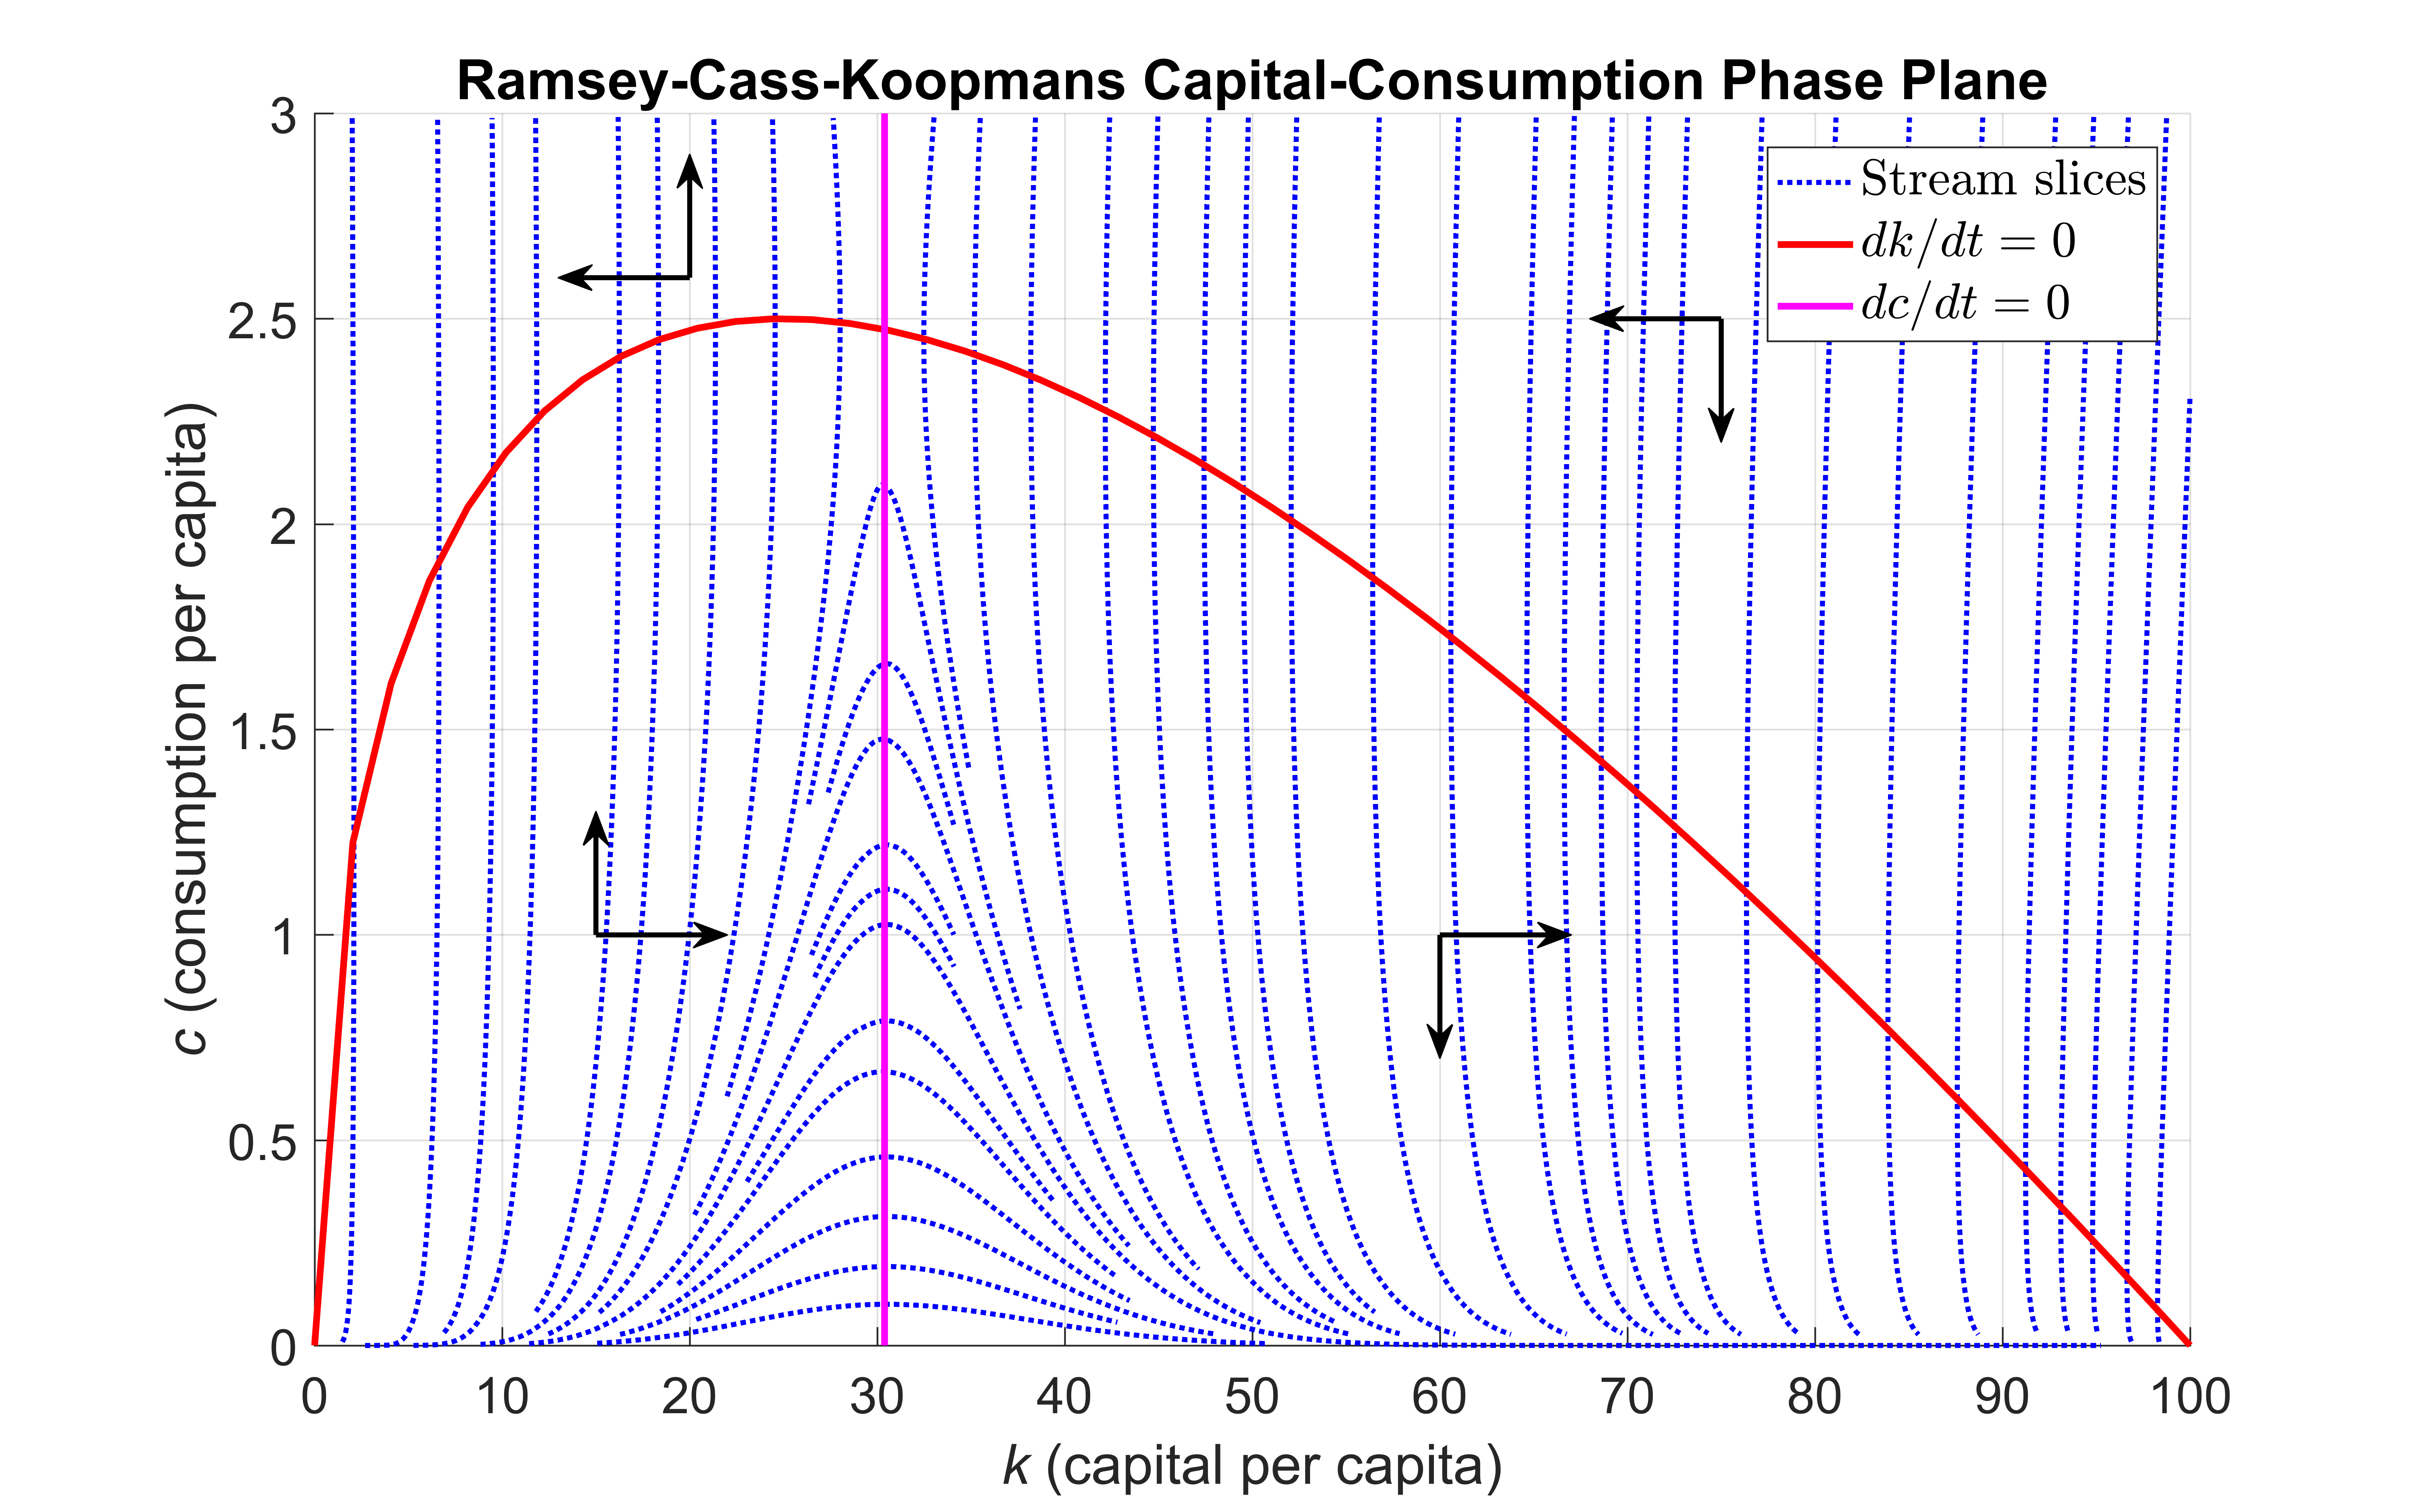 Ramsey-Cass-Koopmans Capital-Consumption Phase Plane
3
2.5
2
1.5
1
0.5
0
c (consumption per capita)
Stream slices
dk/dt = 0
dc/dt = 0
0 10 20 30 40 50 60 70 80 90 100
k (capital per capita)